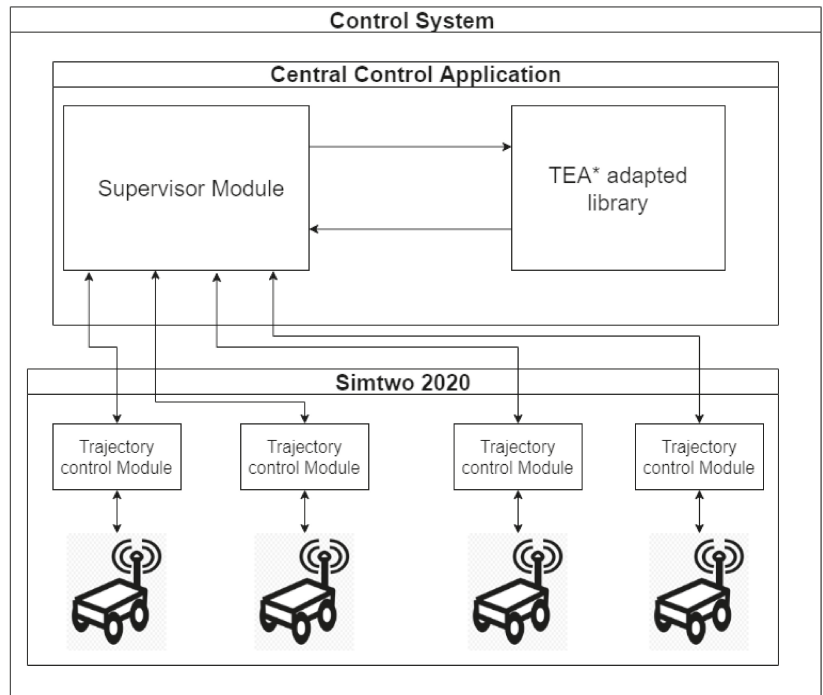 Control System
Central Control Application
Supervisor Module
TEA* adapted
library
Simtwo 2020
Trajectory
control Module
Trajectory
control Module
Trajectory
control Module
Trajectory
control Module